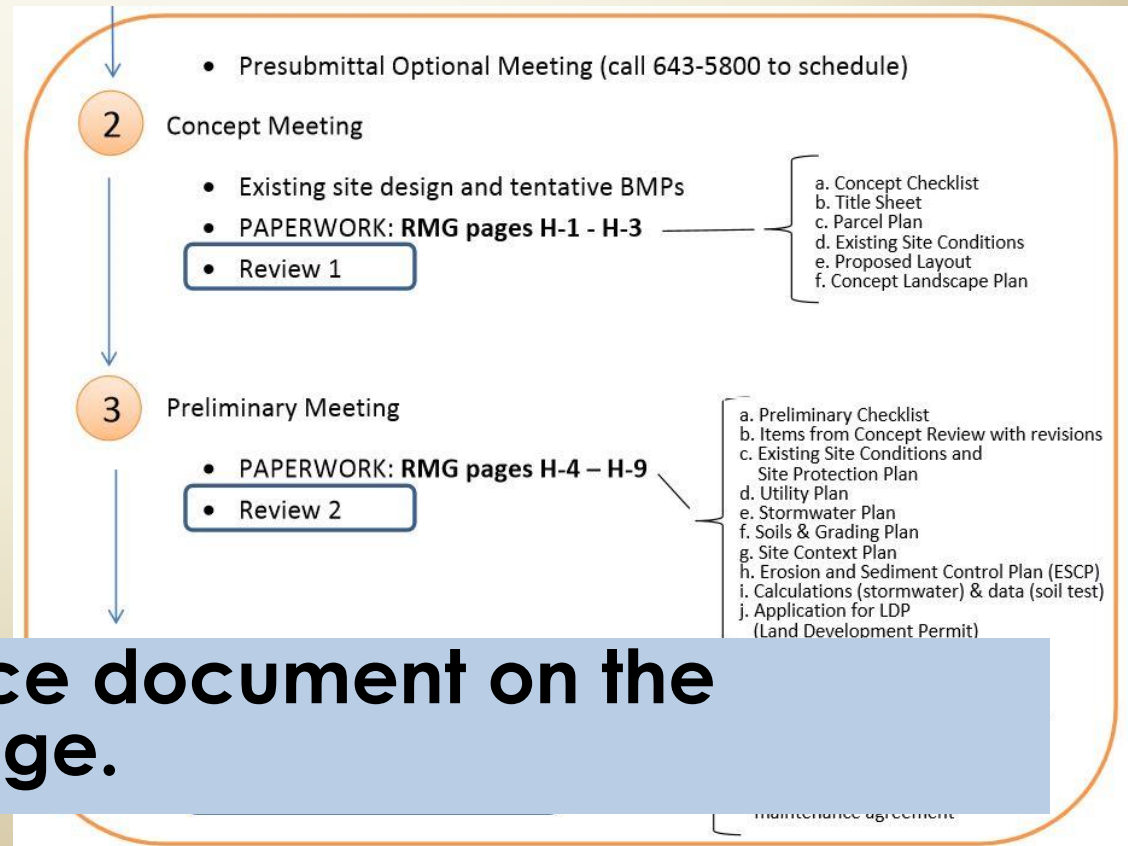 • Presubmittal Optional Meeting (call 643-5800 to schedule)
2 Concept Meeting
• Existing site design and tentative BMPs
• PAPERWORK: RMG pages H-1 - H-3
• Review 1
a. Concept Checklist
b. Title Sheet
c. Parcel Plan
d. Existing Site Conditions
e. Proposed Layout
f. Concept Landscape Plan
3 Preliminary Meeting
• PAPERWORK: RMG pages H-4 – H-9
• Review 2
a. Preliminary Checklist
b. Items from Concept Review with revisions
c. Existing Site Conditions and
Site Protection Plan
d. Utility Plan
e. Stormwater Plan
f. Soils & Grading Plan
g. Site Context Plan
h. Erosion and Sediment Control Plan (ESCP)
i. Calculations (stormwater) & data (soil test)
j. Application for LDP
(Land Development Permit)
ce document on the
ge.
maintenance agreement